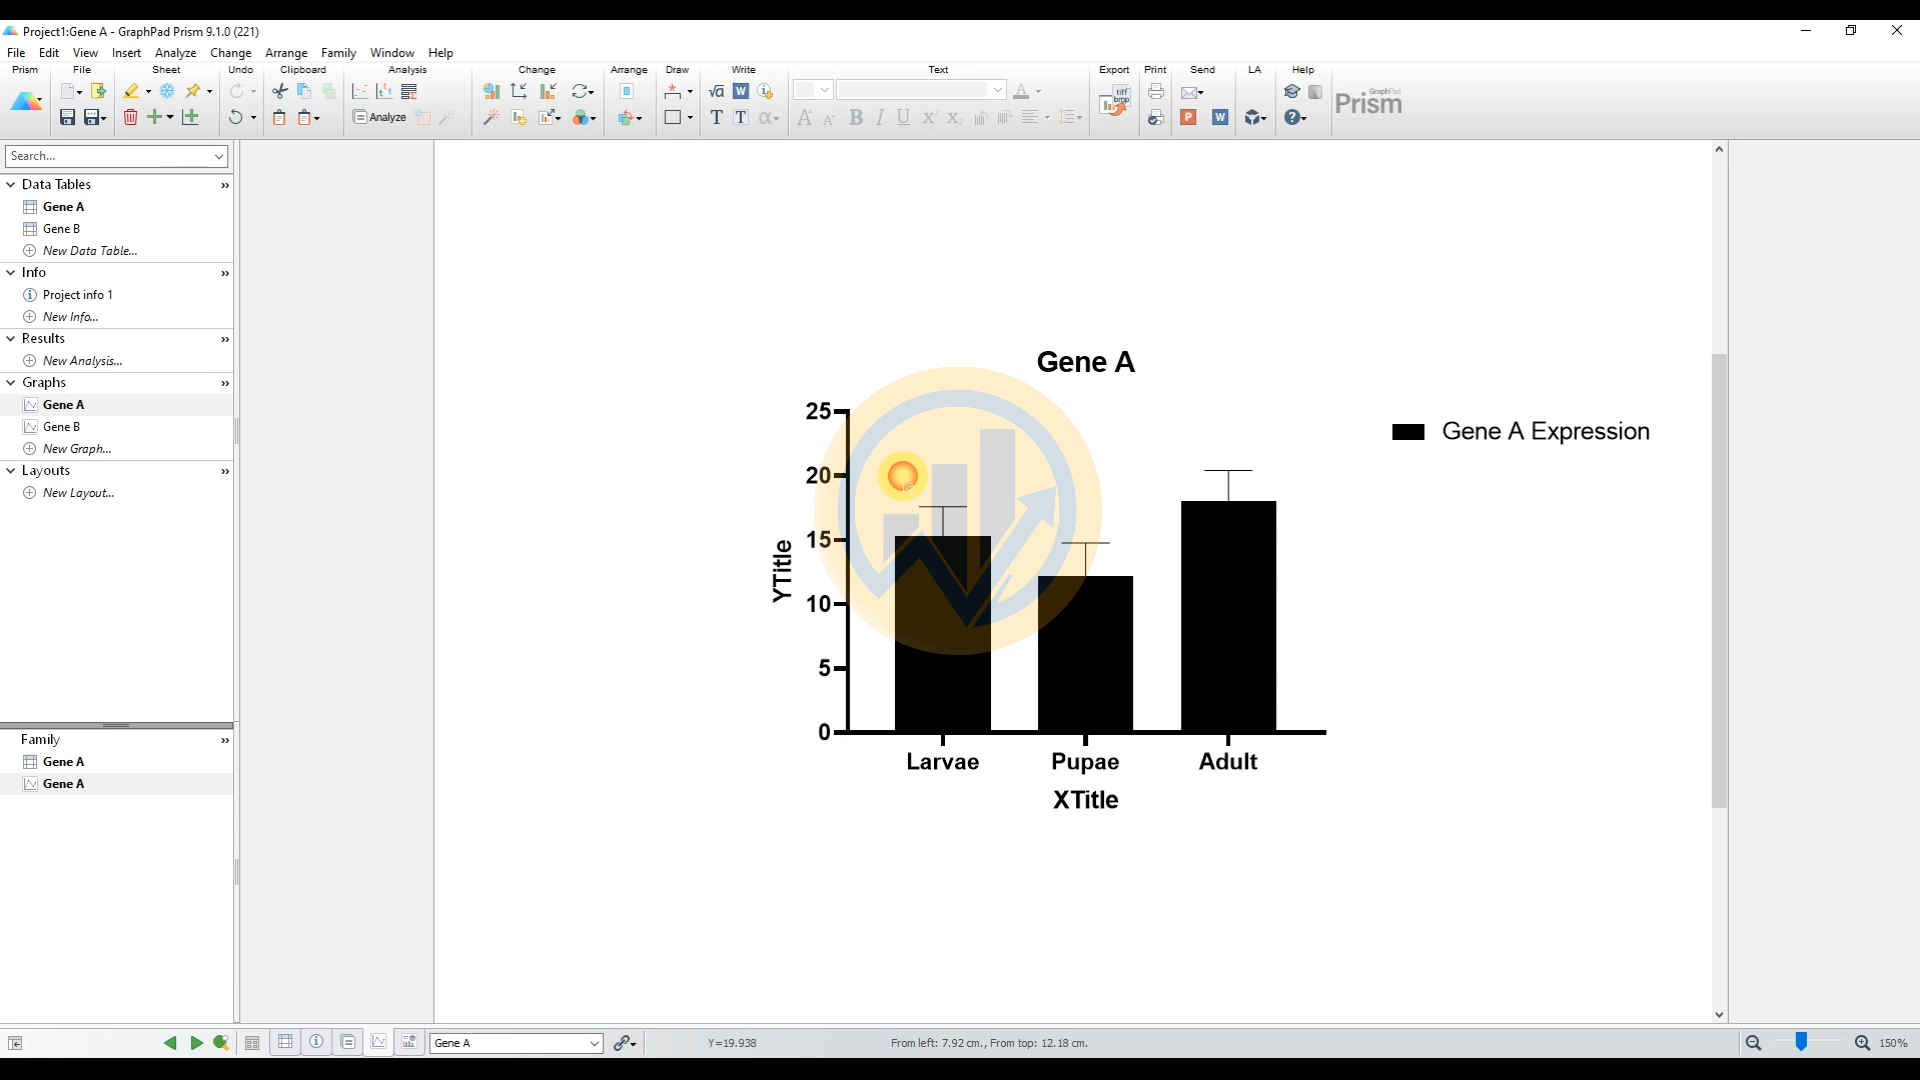 Project1:Gene A - GraphPad Prism 9.1.0 (221)
File Edit View Insert Analyze Change Arrange Family Window Help
Prism File Sheet Undo Clipboard Analysis Change Arrange Draw Write Text Export Print Send LA Help
tiff
bmp
GraphPad
Prism
Analyze
Search...
Data Tables
Gene A
Gene B
New Data Table...
Info
Project info 1
New Info...
Results
New Analysis...
Graphs
Gene A
Gene B
New Graph...
Layouts
New Layout...
Family
Gene A
Gene A
Gene A
25
20
15
10
5
0
YTitle
Larvae Pupae Adult
XTitle
Gene A Expression
Gene A
Y=19.938
From left: 7.92 cm., From top: 12.18 cm.
150%